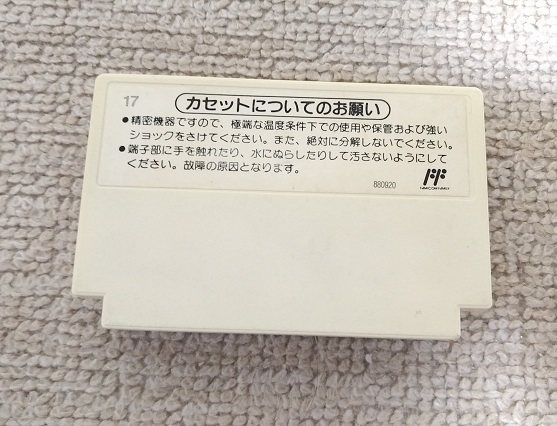 17
カセットについてのお願い
●精密機器ですので、極端な温度条件下での使用や保管および強い
ショックをさけてください。また、絶対に分解しないでください。
●端子部に手を触れたり、水にぬらしたりして汚さないようにして
ください。故障の原因となります。
880920
FAMICOM FAMILY